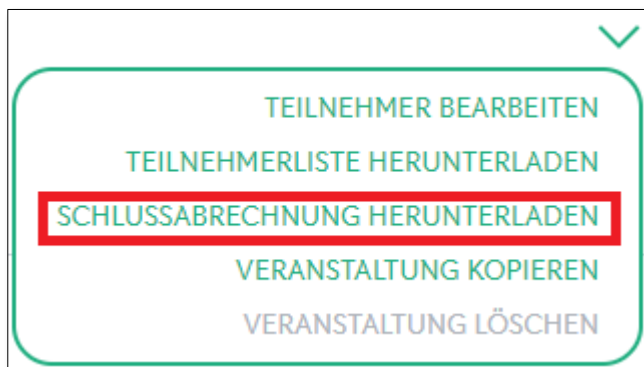 TEILNEHMER BEARBEITEN
TEILNEHMERLISTE HERUNTERLADEN
SCHLUSSABRECHNUNG HERUNTERLADEN
VERANSTALTUNG KOPIEREN
VERANSTALTUNG LÖSCHEN